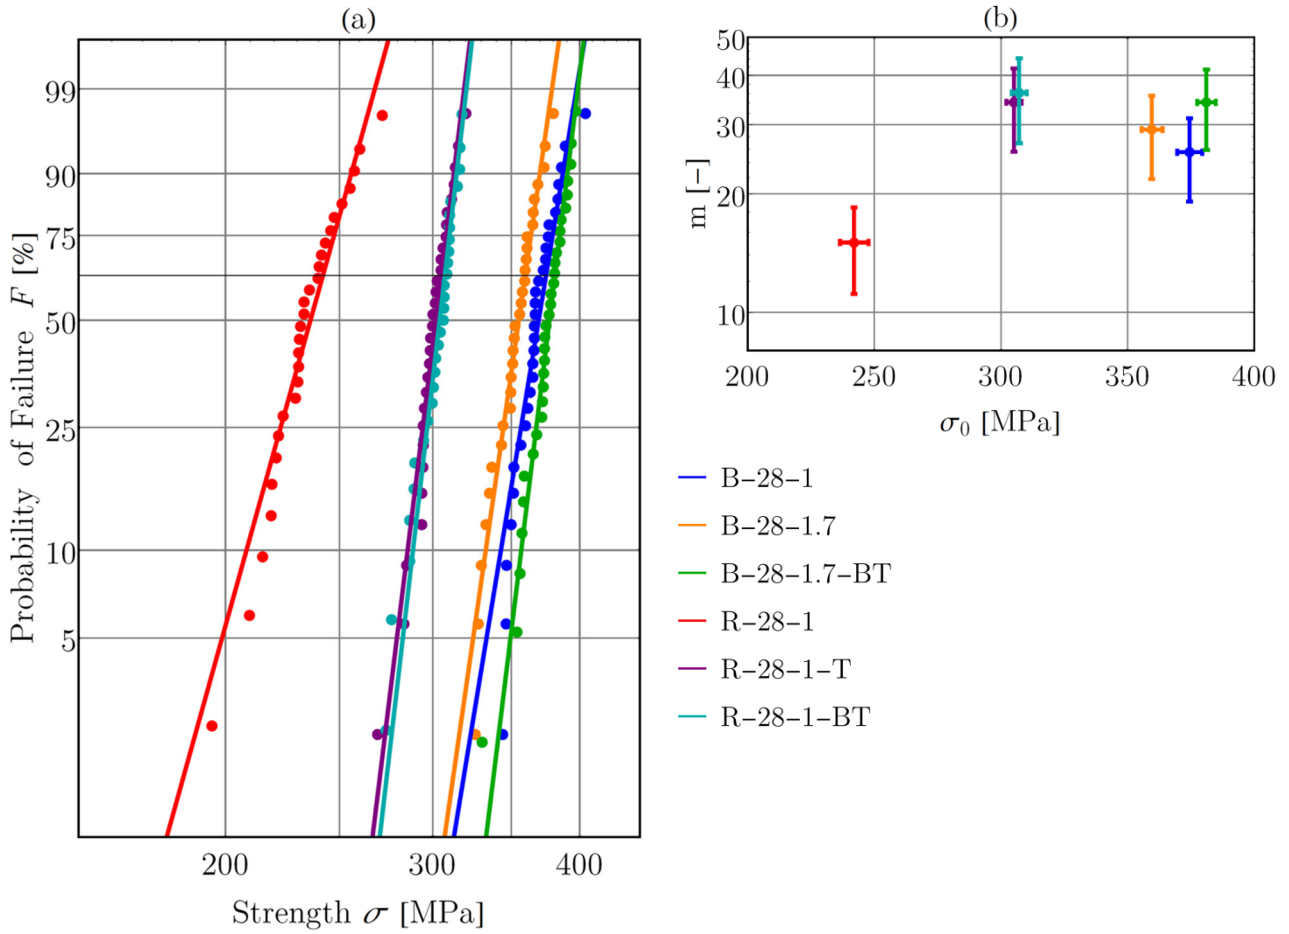 (a)
Probability of Failure F [%]
99
90
75
50
25
10
5
200
300
400
Strength σ [MPa]
(b)
m [–]
50
40
30
20
10
200
250
300
350
400
σ₀ [MPa]
B–28–1
B–28–1.7
B–28–1.7–BT
R–28–1
R–28–1–T
R–28–1–BT